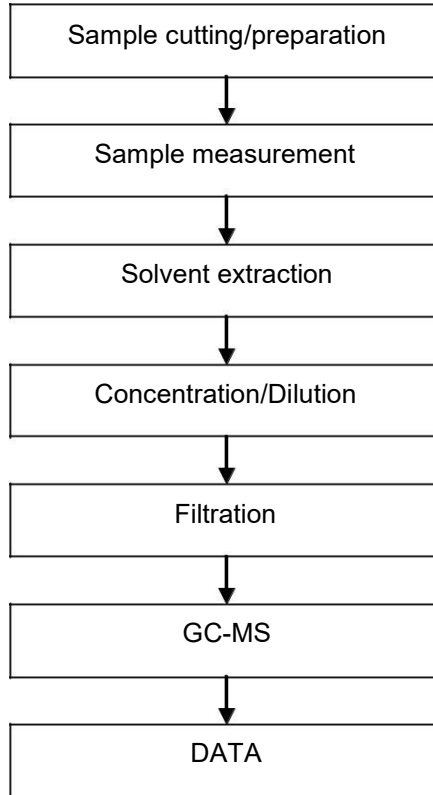 Sample cutting/preparation
Sample measurement
Solvent extraction
Concentration/Dilution
Filtration
GC-MS
DATA